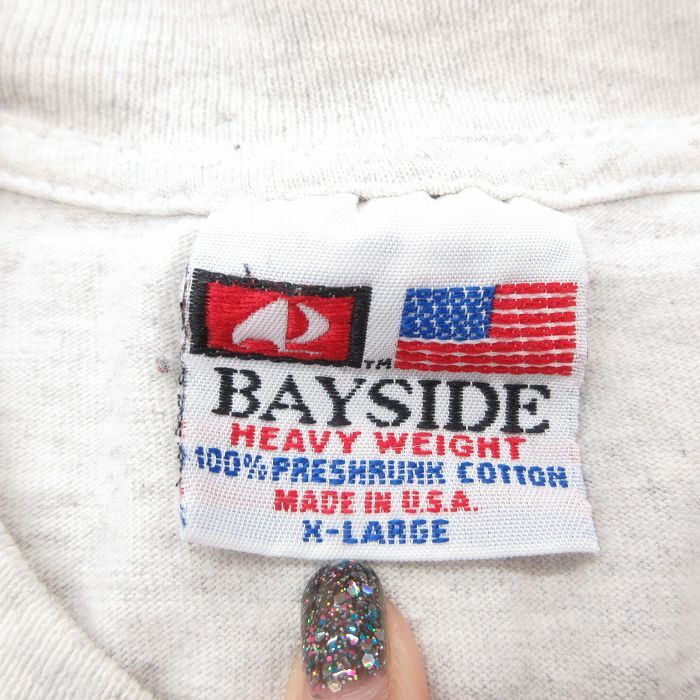 TM
BAYSIDE
HEAVY WEIGHT
100% PRESHRUNK COTTON
MADE IN U.S.A.
X-LARGE